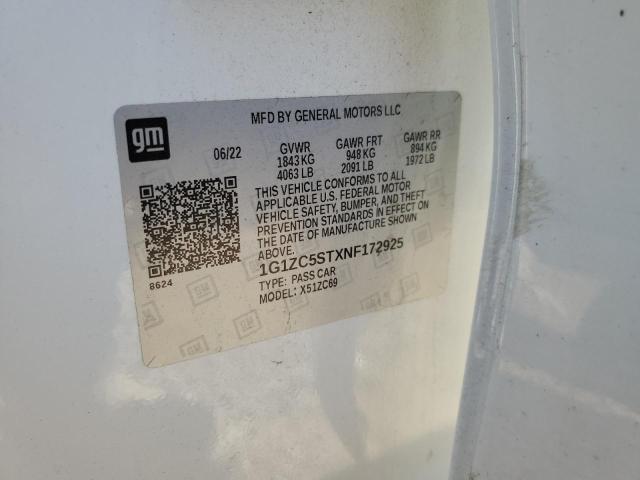 MFD BY GENERAL MOTORS LLC
gm
06/22 GVWR GAWR FRT GAWR RR
1843 KG 948 KG 894 KG
4063 LB 2091 LB 1972 LB
THIS VEHICLE CONFORMS TO ALL
APPLICABLE U.S. FEDERAL MOTOR
VEHICLE SAFETY, BUMPER, AND THEFT
PREVENTION STANDARDS IN EFFECT ON
THE DATE OF MANUFACTURE SHOWN
ABOVE.
1G1ZC5STXNF172925
TYPE: PASS CAR
MODEL: X51ZC69
8624